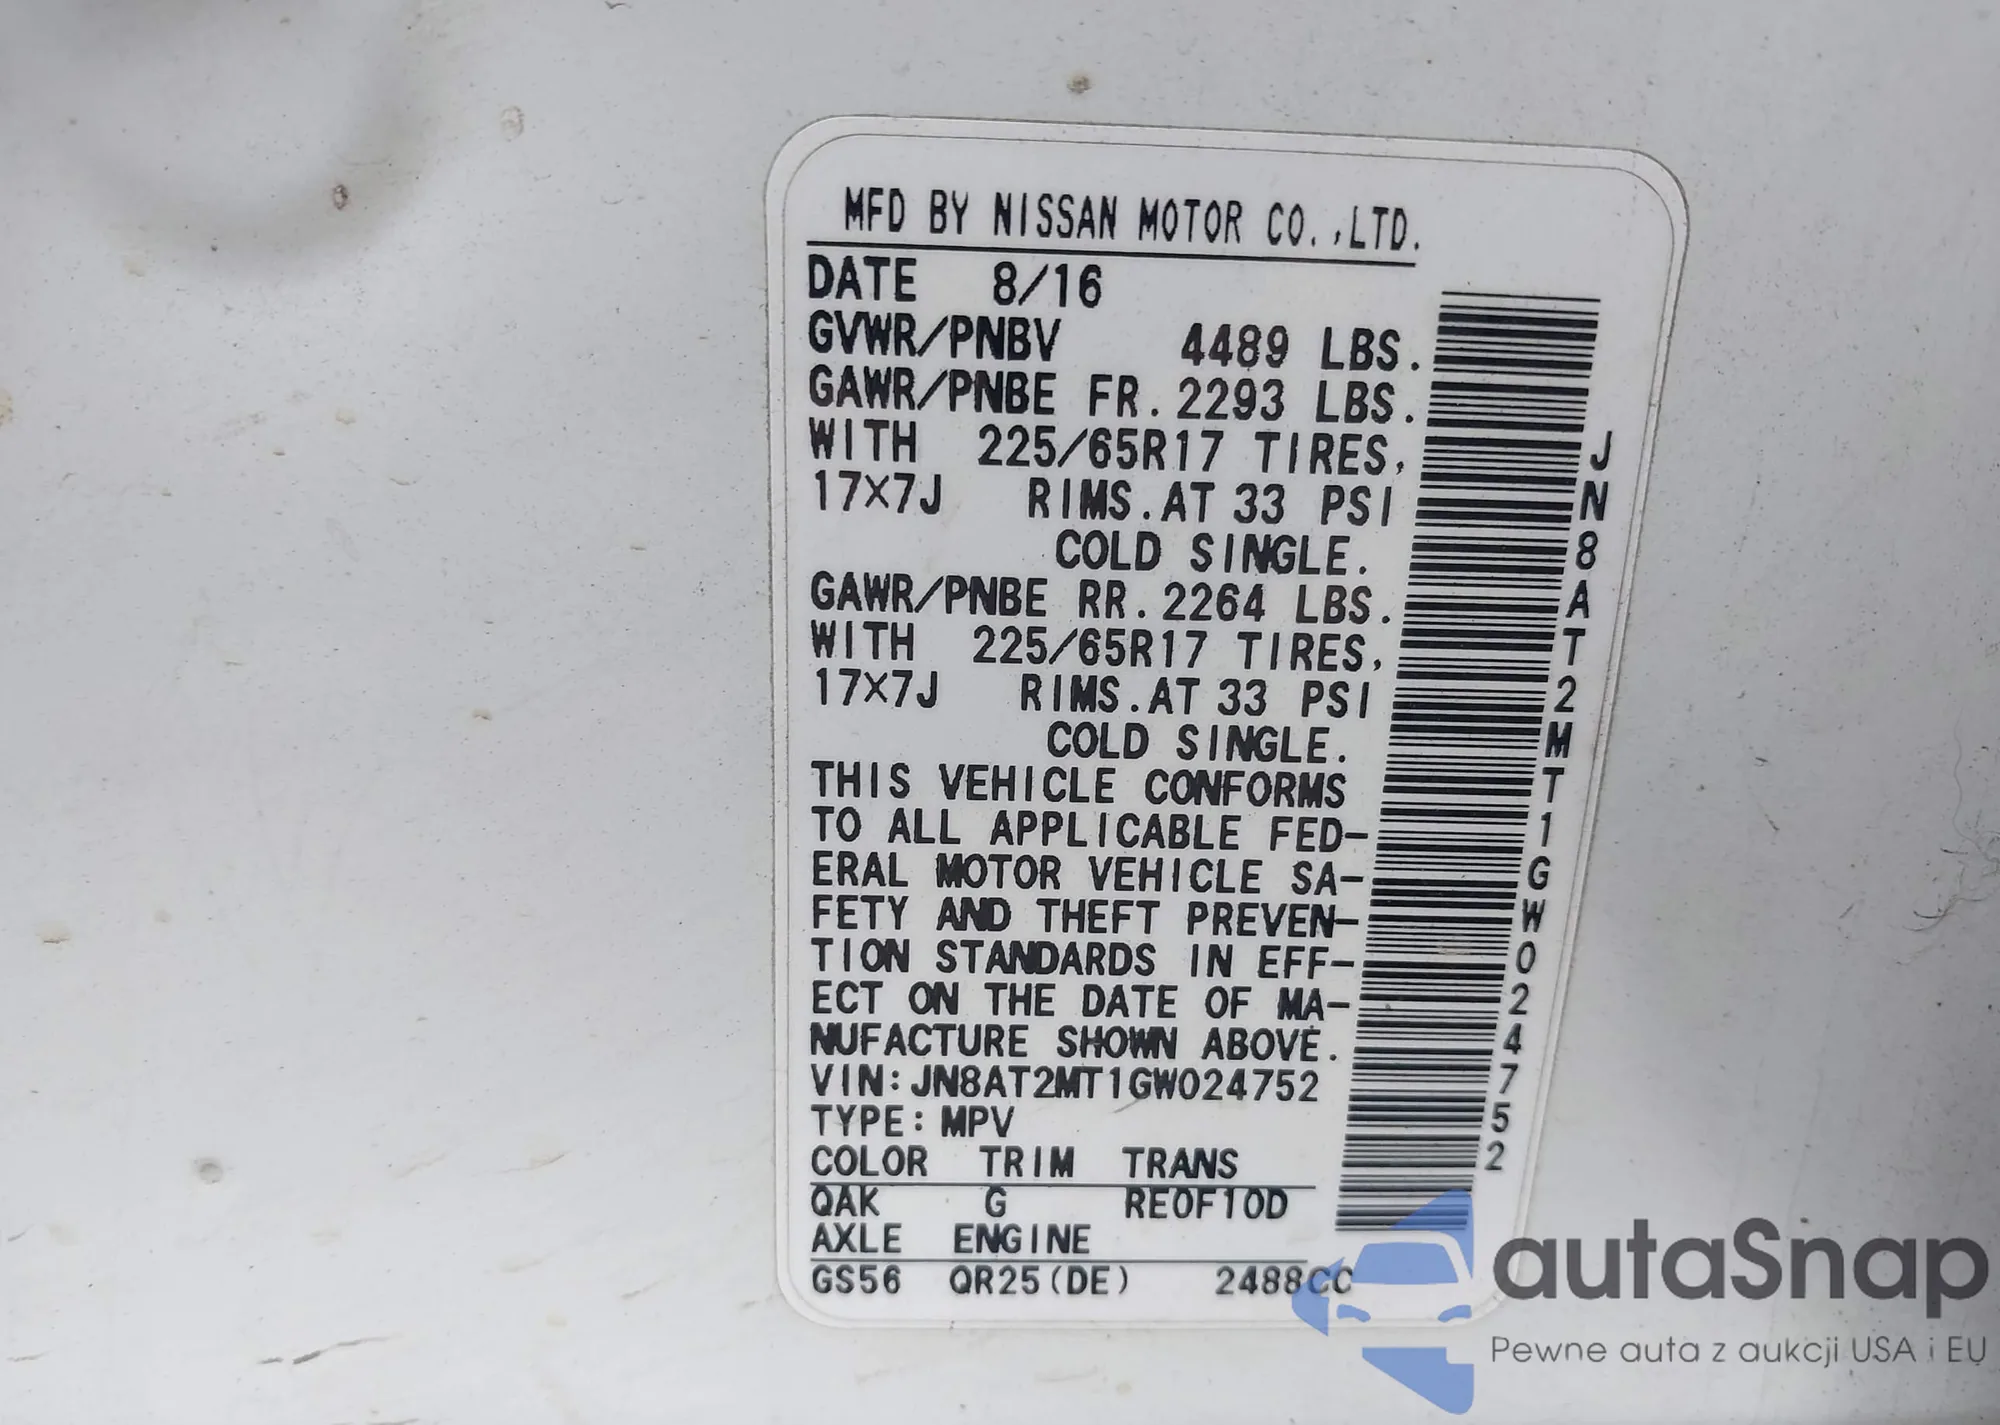 MFD BY NISSAN MOTOR CO.,LTD.
DATE 8/16
GVWR/PNBV 4489 LBS.
GAWR/PNBE FR.2293 LBS.
WITH 225/65R17 TIRES,
17X7J RIMS.AT 33 PSI
COLD SINGLE.
GAWR/PNBE RR.2264 LBS.
WITH 225/65R17 TIRES,
17X7J RIMS.AT 33 PSI
COLD SINGLE.
THIS VEHICLE CONFORMS
TO ALL APPLICABLE FED-
ERAL MOTOR VEHICLE SA-
FETY AND THEFT PREVEN-
TION STANDARDS IN EFF-
ECT ON THE DATE OF MA-
NUFACTURE SHOWN ABOVE.
VIN:JN8AT2MT1GW024752
TYPE:MPV
COLOR TRIM TRANS
QAK G RE0F10D
AXLE ENGINE
GS56 QR25(DE) 2488CC
JN8AT2MT1GW024752
autaSnap
Pewne auta z aukcji USA i EU